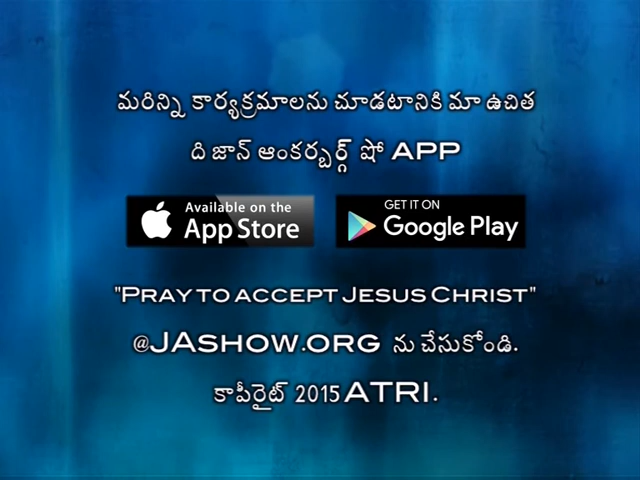 మరిన్ని కార్యక్రమాలను చూడటానికి మా ఉచిత
ది జాన్ ఆంకర్బర్గ్ షో APP
Available on the
App Store
GET IT ON
Google Play
"PRAY TO ACCEPT JESUS CHRIST"
@JASHOW.ORG ను చేసుకోండి.
కాపీరైట్ 2015 ATRI.